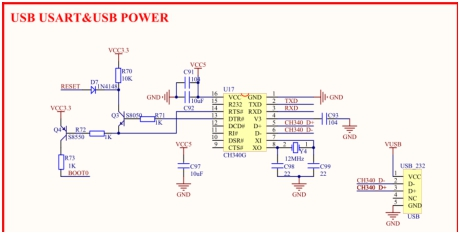 USB USART&USB POWER
VCC3.3
R70
10K
D7
1N4148
RESET
VCC5
C91
10uF
C92
GND
U17
16 VCC GND 1
15 R232 TXD 2 TXD
14 RTS# RXD 3 RXD
13 DTR# V3 4
12 DCD# D+ 5 CH340 D+
11 RI# D- 6 CH340 D-
10 DSR# XI 7
9 CTS# XO 8
CH340G
GND
C93
104
GND
Q3
S8050
R71
1K
VCC3.3
Q4
S8550
R72
1K
R73
1K
BOOT0
VCC5
C97
10uF
GND
Y4
12MHz
C98
22
C99
22
GND
GND
VUSB
USB_232
1 VCC
2 D-
3 D+
4 NC
5 GND
CH340 D-
CH340 D+
USB
GND